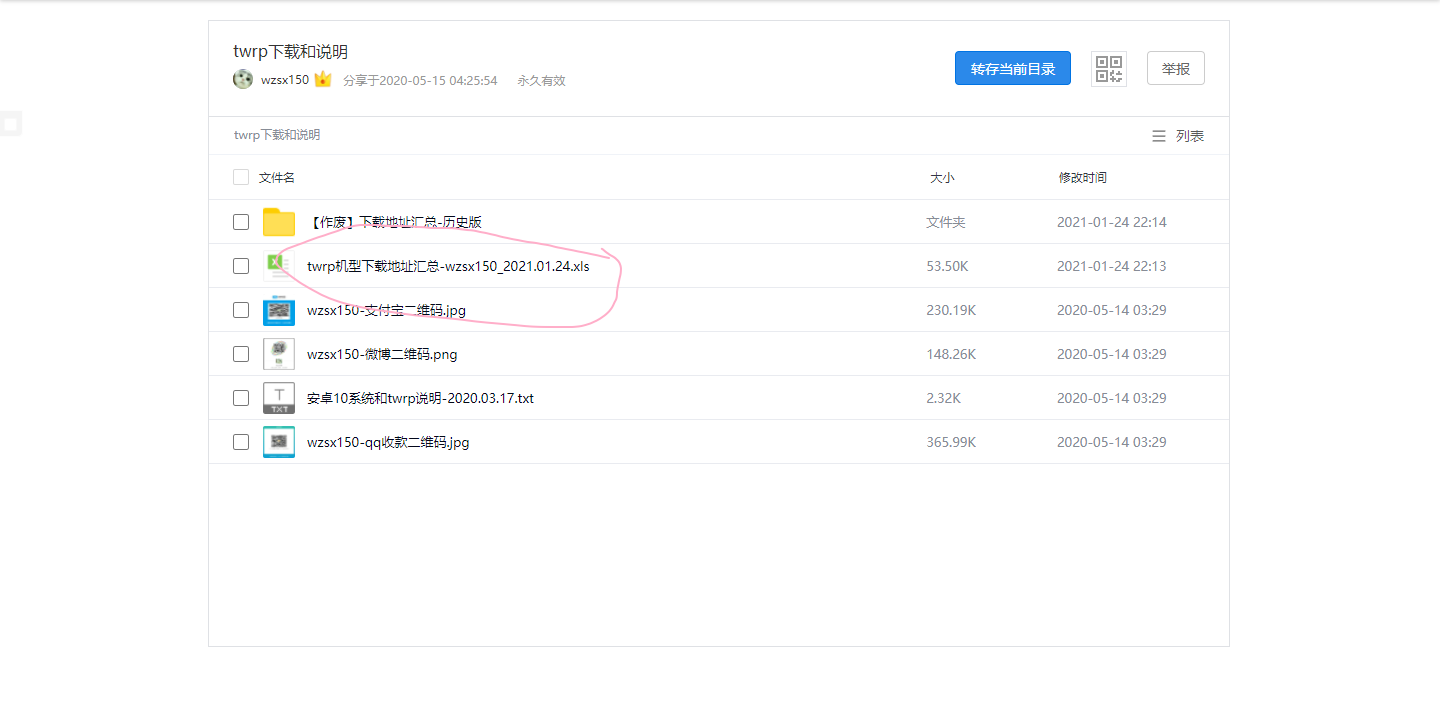 twrp下载和说明
wzsx150 分享于2020-05-15 04:25:54 永久有效
转存当前目录 举报
twrp下载和说明 列表
文件名 大小 修改时间
【作废】下载地址汇总-历史版 文件夹 2021-01-24 22:14
twrp机型下载地址汇总-wzsx150_2021.01.24.xls 53.50K 2021-01-24 22:13
wzsx150-支付宝二维码.jpg 230.19K 2020-05-14 03:29
wzsx150-微博二维码.png 148.26K 2020-05-14 03:29
TXT 安卓10系统和twrp说明-2020.03.17.txt 2.32K 2020-05-14 03:29
wzsx150-qq收款二维码.jpg 365.99K 2020-05-14 03:29